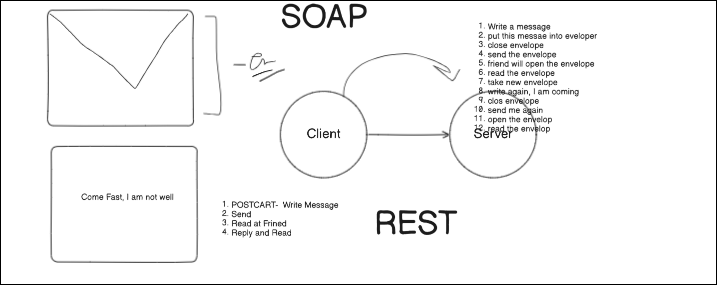 SOAP
1. Write a message
2. put this messae into eveloper
3. close envelope
4. send the envelope
5. friend will open the envelope
6. read the envelope
7. take new envelope
8. write again, I am coming
9. clos envelope
10. send me again
11. open the envelop
12. read the envelop
Client
Server
Come Fast, I am not well
1. POSTCART- Write Message
2. Send
3. Read at Frined
4. Reply and Read
REST